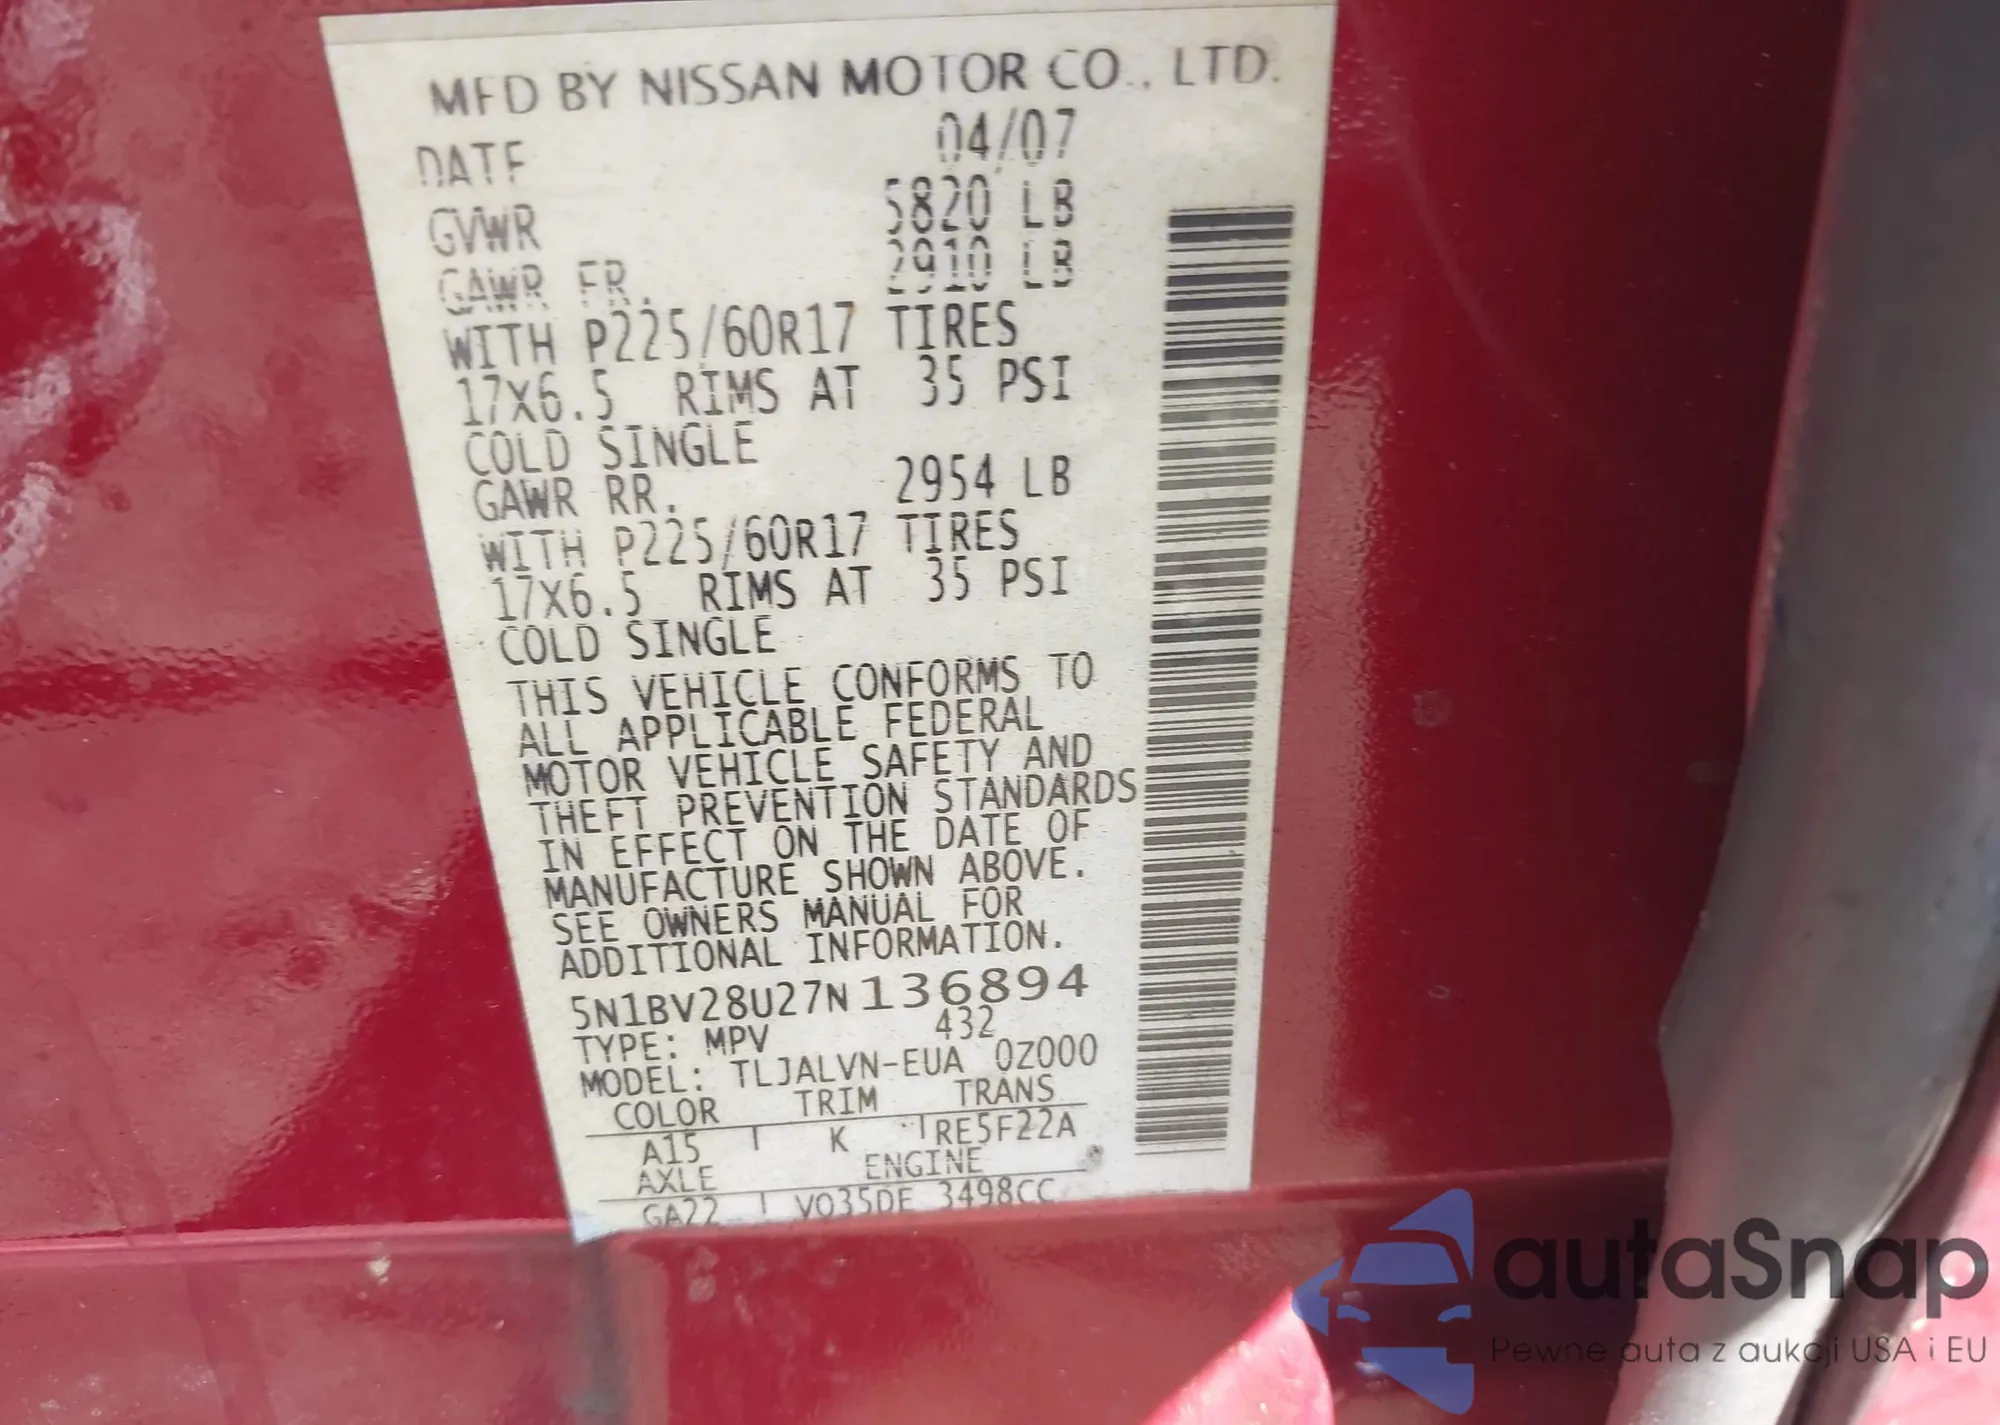 MFD BY NISSAN MOTOR CO., LTD.
DATE 04/07
GVWR 5820 LB
GAWR FR. 2910 LB
WITH P225/60R17 TIRES
17X6.5 RIMS AT 35 PSI
COLD SINGLE
GAWR RR. 2954 LB
WITH P225/60R17 TIRES
17X6.5 RIMS AT 35 PSI
COLD SINGLE
THIS VEHICLE CONFORMS TO
ALL APPLICABLE FEDERAL
MOTOR VEHICLE SAFETY AND
THEFT PREVENTION STANDARDS
IN EFFECT ON THE DATE OF
MANUFACTURE SHOWN ABOVE.
SEE OWNERS MANUAL FOR
ADDITIONAL INFORMATION.
5N1BV28U27N136894
TYPE: MPV 432
MODEL: TLJALVN-EUA 0Z000
COLOR TRIM TRANS
A15 K RE5F22A
AXLE ENGINE
GA22 VQ35DE 3498CC
autaSnap
Pewne auta z aukcji USA i EU